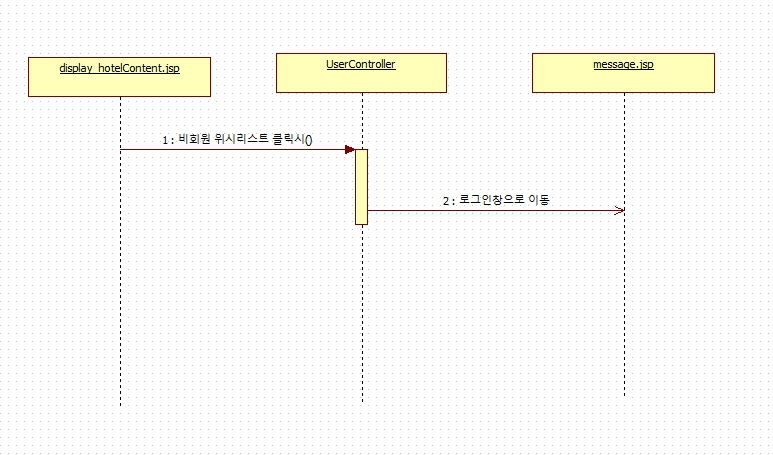 display_hotelContent.jsp
UserController
message.jsp
1 : 비회원 위시리스트 클릭시()
2 : 로그인창으로 이동